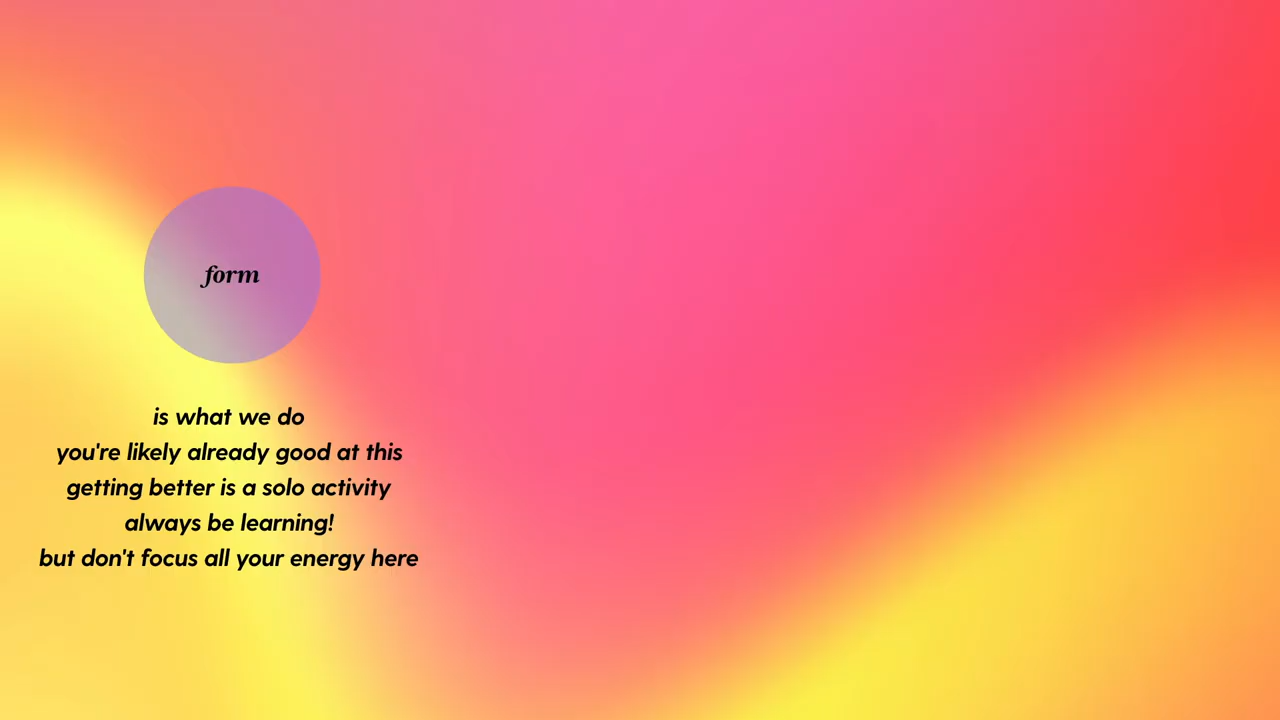 form
is what we do
you're likely already good at this
getting better is a solo activity
always be learning!
but don't focus all your energy here